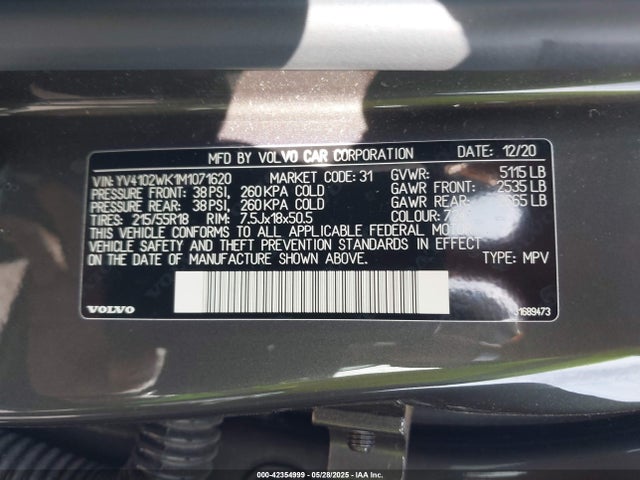 MFD BY VOLVO CAR CORPORATION DATE: 12/20
VIN: YV4102WK1M1071620 MARKET CODE: 31 GVWR: 5115 LB
PRESSURE FRONT: 38 PSI, 260 KPA COLD GAWR FRONT: 2535 LB
PRESSURE REAR: 38 PSI, 260 KPA COLD GAWR REAR: LB
TIRES: 215/55R18 RIM: 7.5Jx18x50.5 COLOUR:
THIS VEHICLE CONFORMS TO ALL APPLICABLE FEDERAL MOTOR
VEHICLE SAFETY AND THEFT PREVENTION STANDARDS IN EFFECT
ON THE DATE OF MANUFACTURE SHOWN ABOVE. TYPE: MPV
VOLVO 31689473
000-42354999 - 05/28/2025 - IAA Inc.